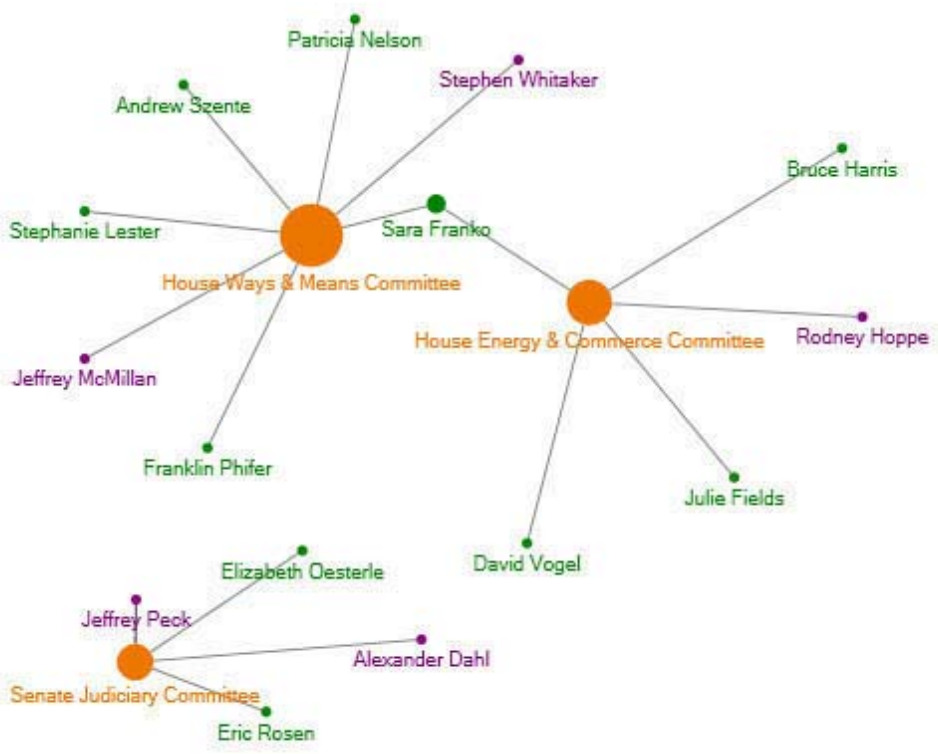 Patricia Nelson
Stephen Whitaker
Andrew Szente
Bruce Harris
Stephanie Lester
Sara Franko
House Ways & Means Committee
House Energy & Commerce Committee
Rodney Hoppe
Jeffrey McMillan
Franklin Phifer
Julie Fields
David Vogel
Elizabeth Oesterle
Jeffrey Peck
Alexander Dahl
Senate Judiciary Committee
Eric Rosen